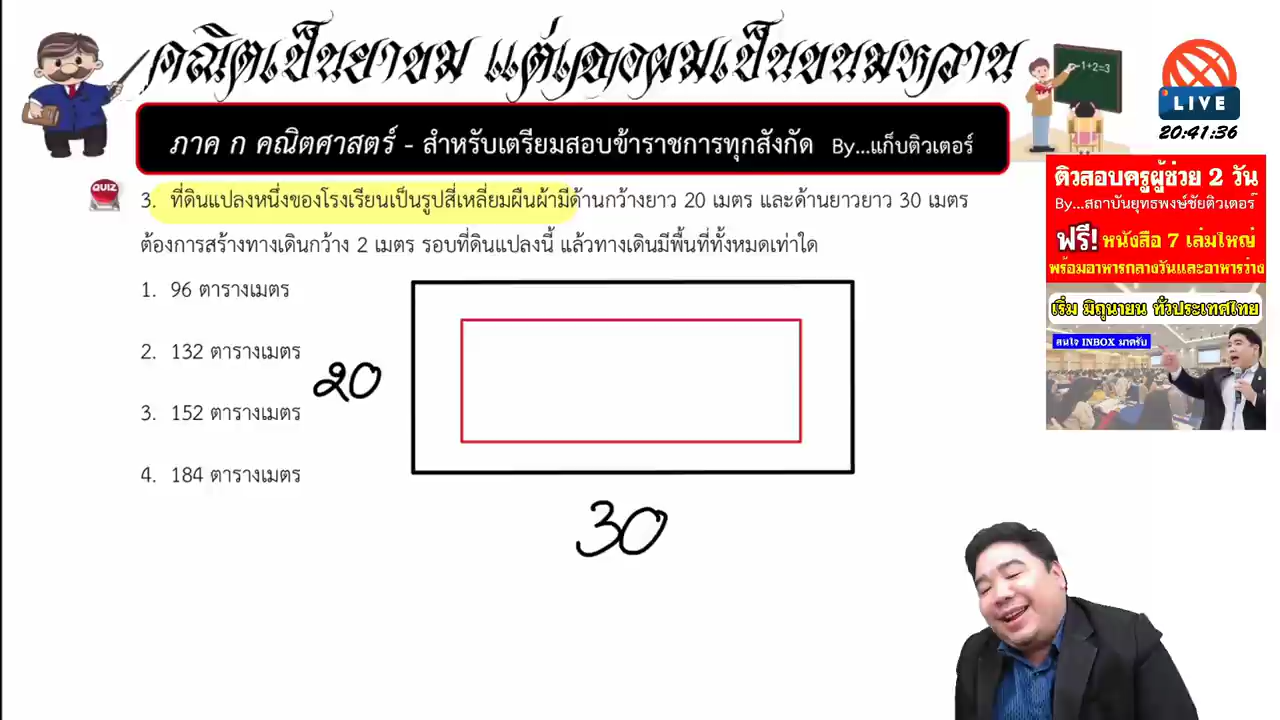 คณิตเป็นยาขม แต่เธอผมเป็นขนมหวาน
1+2=3
LIVE
20:41:36
ภาค ก คณิตศาสตร์ - สำหรับเตรียมสอบข้าราชการทุกสังกัด By...แก็บติวเตอร์
QUIZ
3. ที่ดินแปลงหนึ่งของโรงเรียนเป็นรูปสี่เหลี่ยมผืนผ้ามีด้านกว้างยาว 20 เมตร และด้านยาวยาว 30 เมตร
ต้องการสร้างทางเดินกว้าง 2 เมตร รอบที่ดินแปลงนี้ แล้วทางเดินมีพื้นที่ทั้งหมดเท่าใด
1. 96 ตารางเมตร
2. 132 ตารางเมตร
3. 152 ตารางเมตร
4. 184 ตารางเมตร
20
30
ติวสอบครูผู้ช่วย 2 วัน
By...สถาบันยุทธพงษ์ชัยติวเตอร์
ฟรี! หนังสือ 7 เล่มใหญ่
พร้อมอาหารกลางวันและอาหารว่าง
เริ่ม มิถุนายน ทั่วประเทศไทย
สนใจ INBOX มาครับ